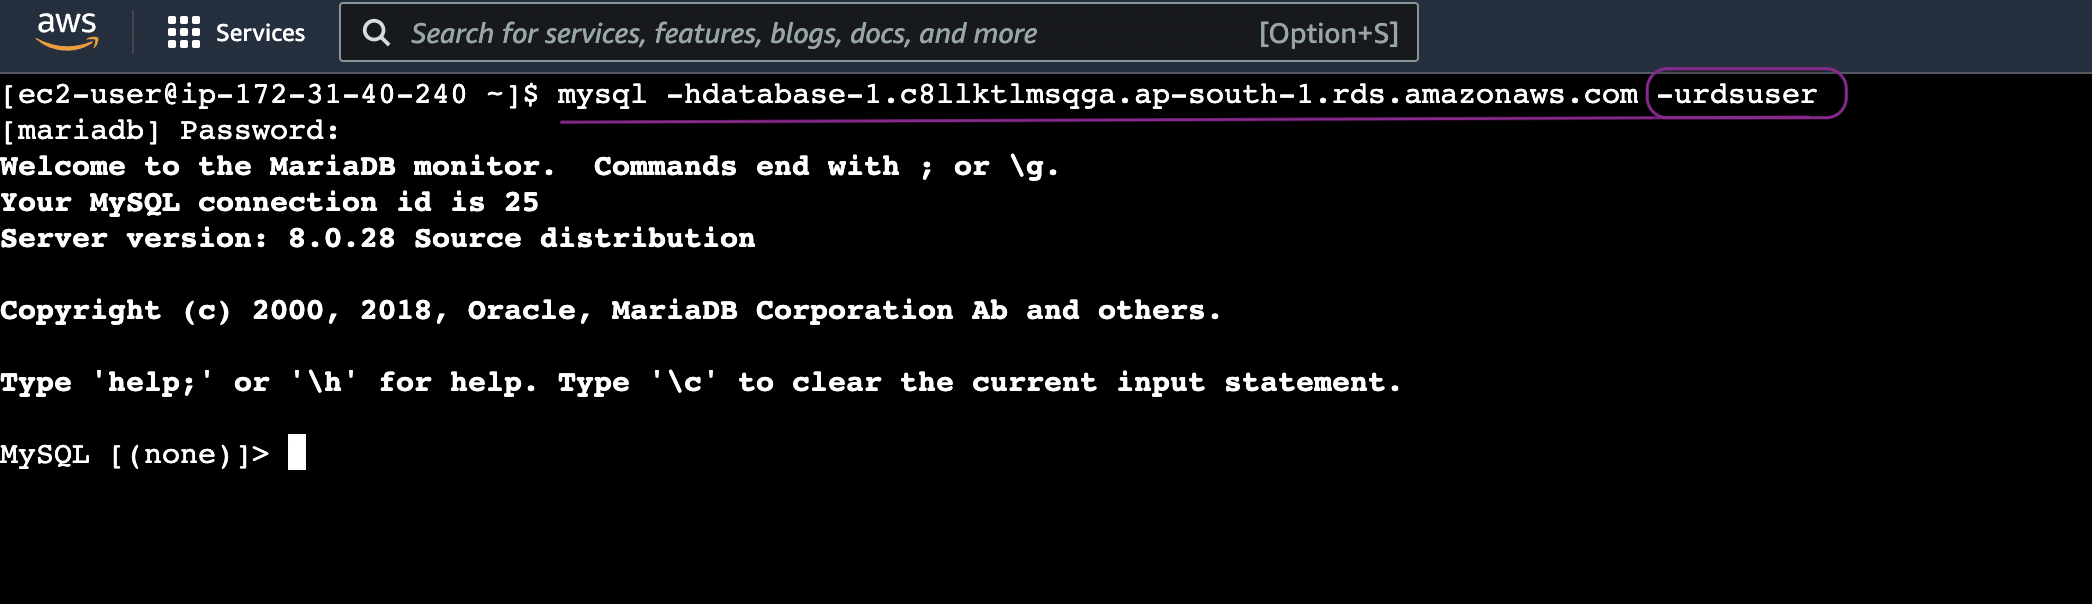 aws Services Search for services, features, blogs, docs, and more [Option+S]
[ec2-user@ip-172-31-40-240 ~]$ mysql -hdatabase-1.c8llktlmsqga.ap-south-1.rds.amazonaws.com -urdsuser
[mariadb] Password:
Welcome to the MariaDB monitor.  Commands end with ; or \g.
Your MySQL connection id is 25
Server version: 8.0.28 Source distribution
Copyright (c) 2000, 2018, Oracle, MariaDB Corporation Ab and others.
Type 'help;' or '\h' for help. Type '\c' to clear the current input statement.
MySQL [(none)]>